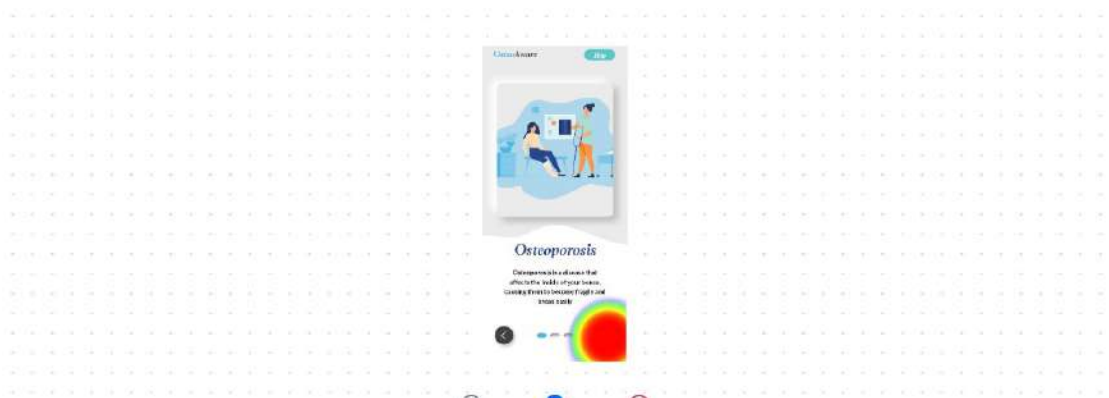 Skip
Osteoporosis
Osteoporosis is a disease that
affects the inside of your bones.
Causing them to become fragile and
break easily